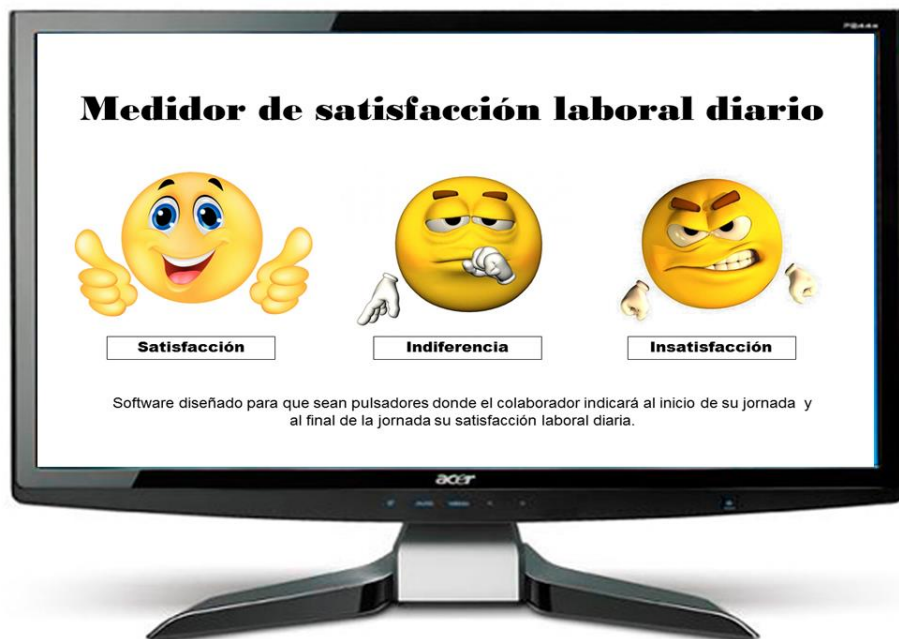 Medidor de satisfacción laboral diario
Satisfacción
Indiferencia
Insatisfacción
Software diseñado para que sean pulsadores donde el colaborador indicará al inicio de su jornada y
al final de la jornada su satisfacción laboral diaria.
acer